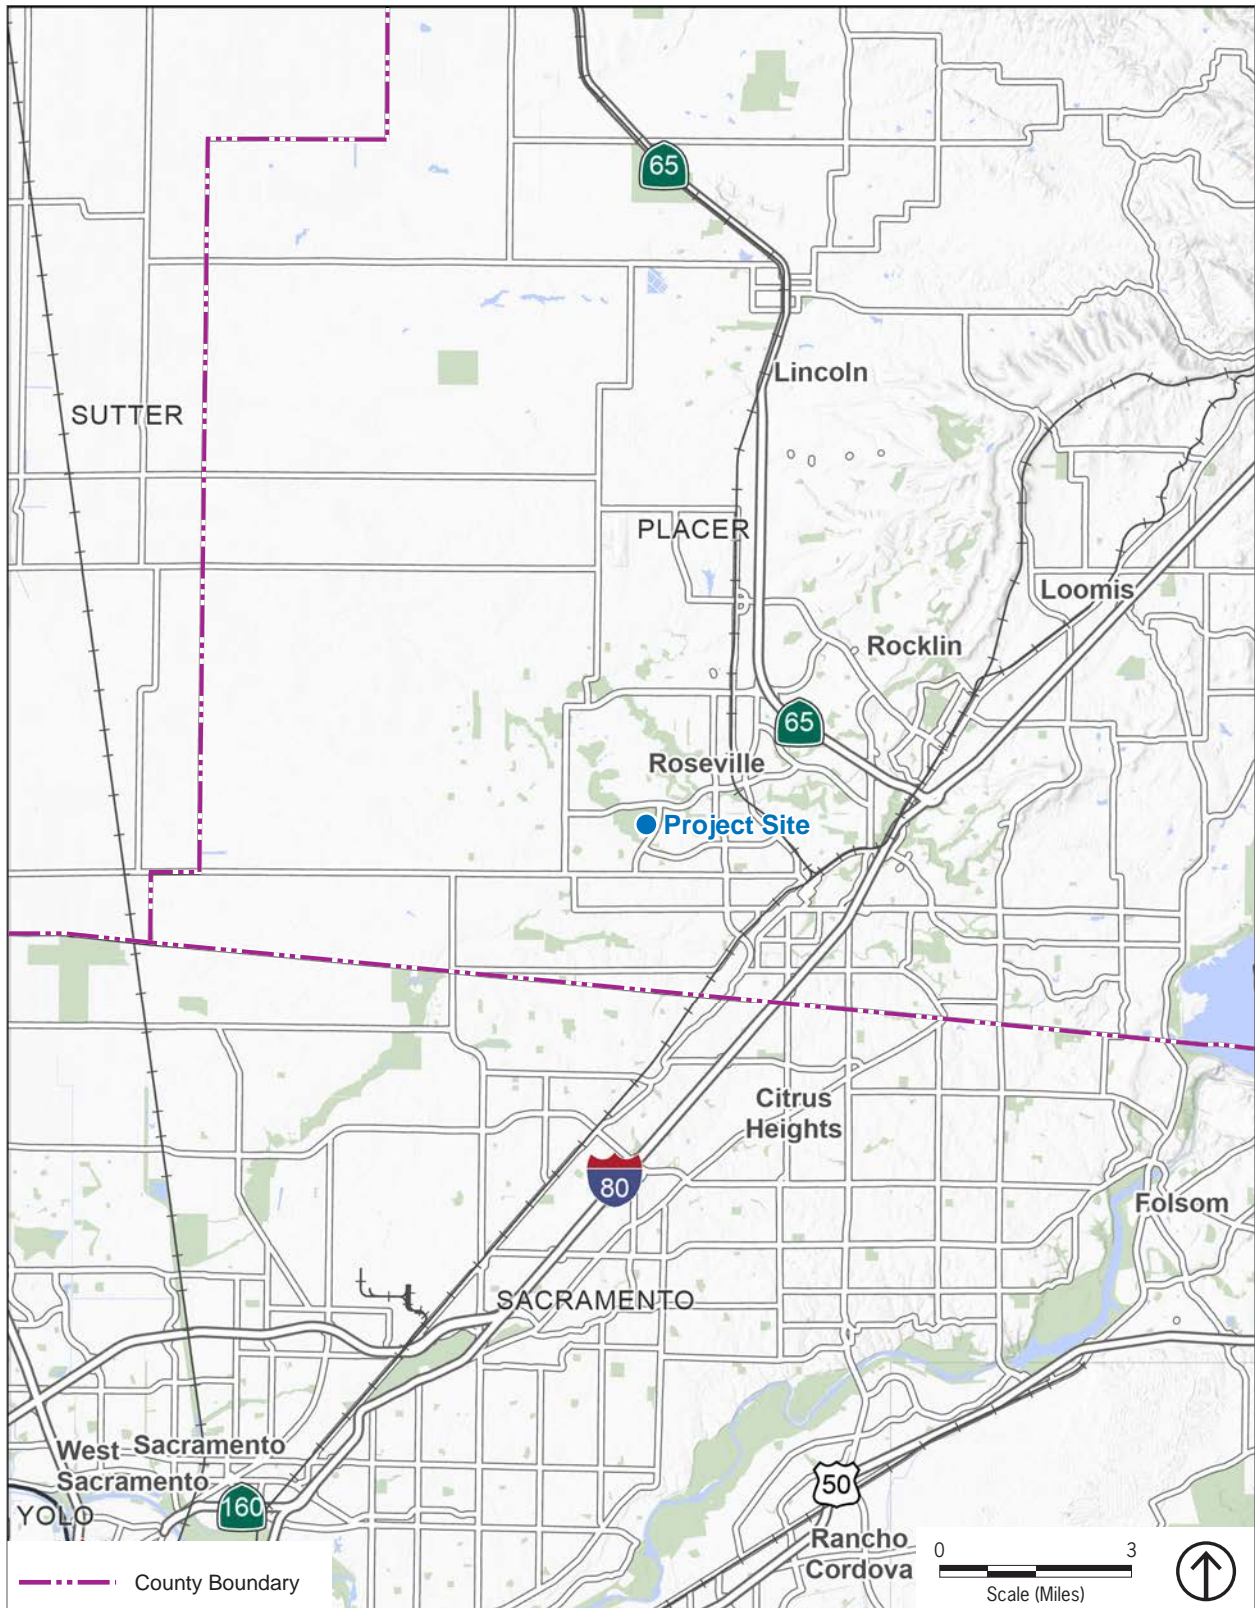 65
Lincoln
SUTTER
PLACER
Loomis
Rocklin
65
Roseville
Project Site
Citrus
Heights
80
Folsom
SACRAMENTO
West
Sacramento
Sacramento
50
160
YOLO
Rancho
Cordova
County Boundary
0 3
Scale (Miles)